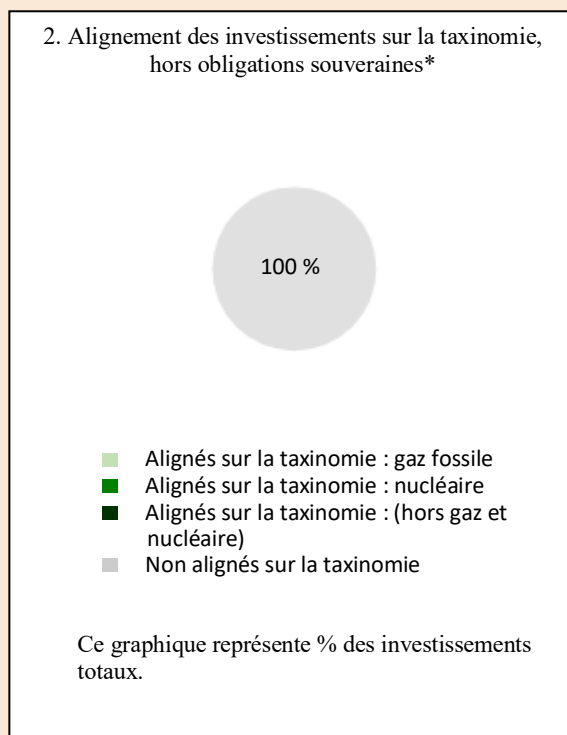 2. Alignement des investissements sur la taxinomie,
hors obligations souveraines*
100 %
Alignés sur la taxinomie : gaz fossile
Alignés sur la taxinomie : nucléaire
Alignés sur la taxinomie : (hors gaz et
nucléaire)
Non alignés sur la taxinomie
Ce graphique représente % des investissements
totaux.